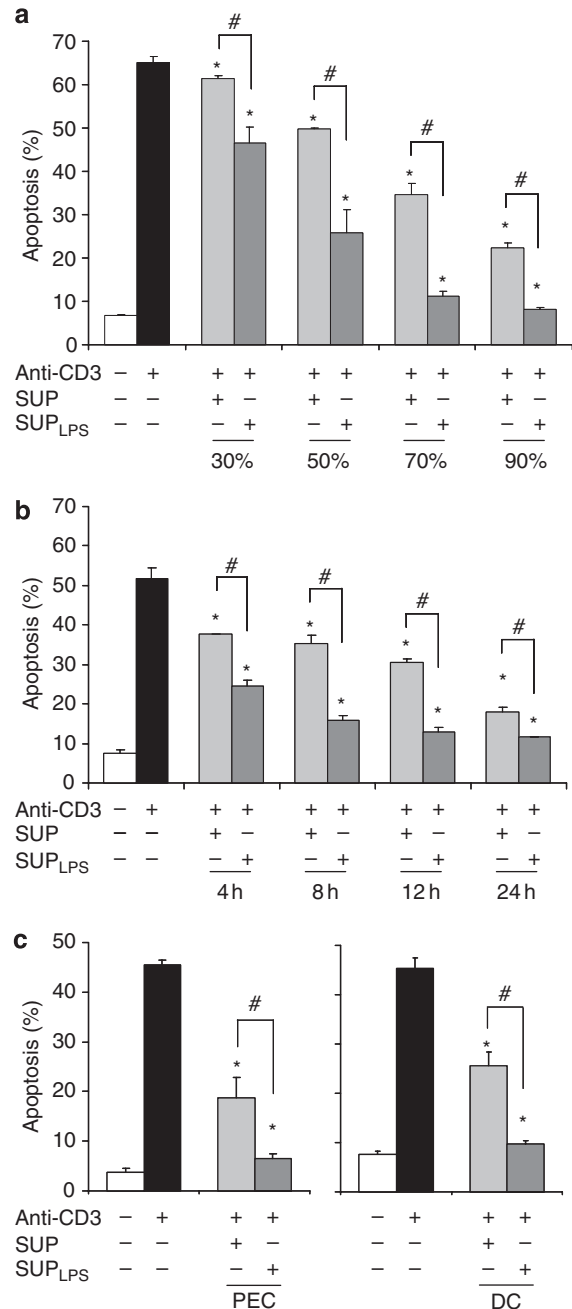 a
70
60
50
40
30
20
10
0
Apoptosis (%)
# # # #
* * * * * * * *
Anti-CD3 – + + + + + + + + +
SUP – – + – + – + – + –
SUPLPS – – – + – + – + – +
30% 50% 70% 90%
b
70
60
50
40
30
20
10
0
Apoptosis (%)
# # # #
* * * * * * * *
Anti-CD3 – + + + + + + + + +
SUP – – + – + – + – + –
SUPLPS – – – + – + – + – +
4 h 8 h 12 h 24 h
c
50
40
30
20
10
0
Apoptosis (%)
# #
* * * *
Anti-CD3 – + + + – + + +
SUP – – + – – – + –
SUPLPS – – – + – – – +
PEC DC